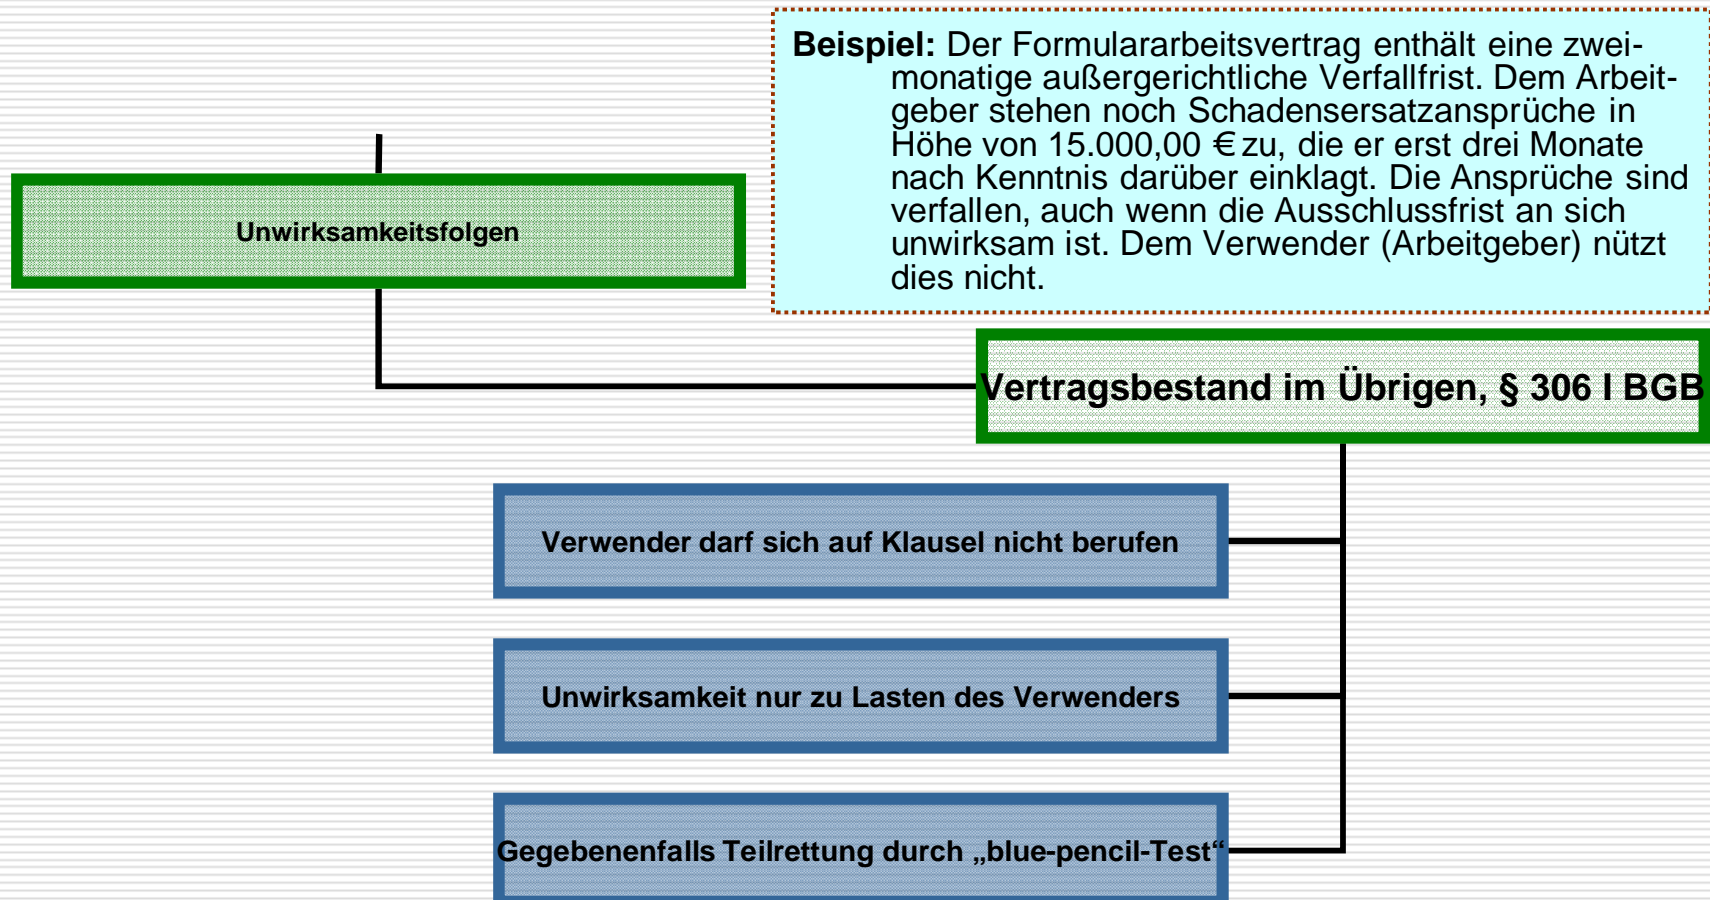 Beispiel: Der Formulararbeitsvertrag enthält eine zwei-
monatige außergerichtliche Verfallfrist. Dem Arbeit-
geber stehen noch Schadensersatzansprüche in
Höhe von 15.000,00 € zu, die er erst drei Monate
nach Kenntnis darüber einklagt. Die Ansprüche sind
verfallen, auch wenn die Ausschlussfrist an sich
unwirksam ist. Dem Verwender (Arbeitgeber) nützt
dies nicht.
Unwirksamkeitsfolgen
Vertragsbestand im Übrigen, § 306 I BGB
Verwender darf sich auf Klausel nicht berufen
Unwirksamkeit nur zu Lasten des Verwenders
Gegebenenfalls Teilrettung durch „blue-pencil-Test“